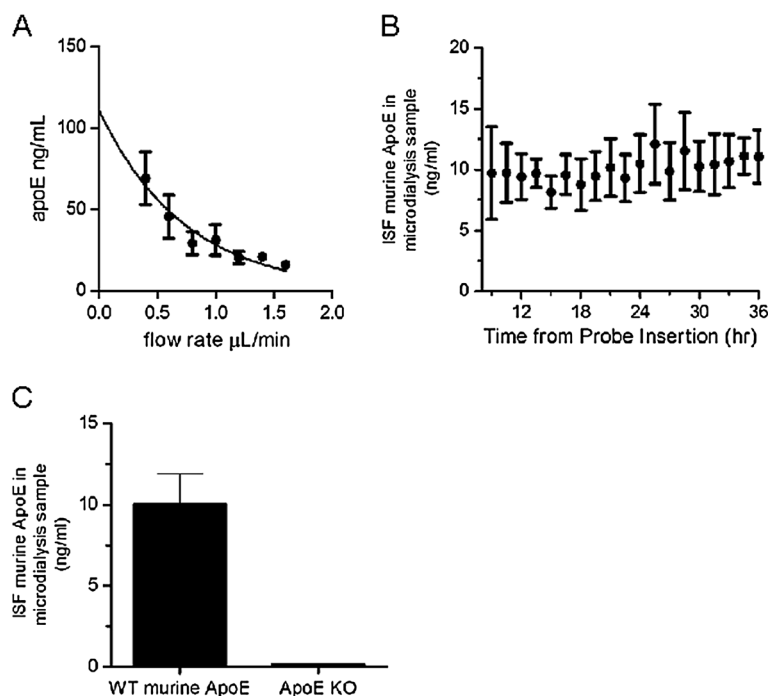 A
150
100
50
0
apoE ng/mL
0.0 0.5 1.0 1.5 2.0
flow rate μL/min
B
20
15
10
5
0
ISF murine ApoE in
microdialysis sample
(ng/ml)
12 18 24 30 36
Time from Probe Insertion (hr)
C
15
10
5
0
ISF murine ApoE in
microdialysis sample
(ng/ml)
WT murine ApoE ApoE KO